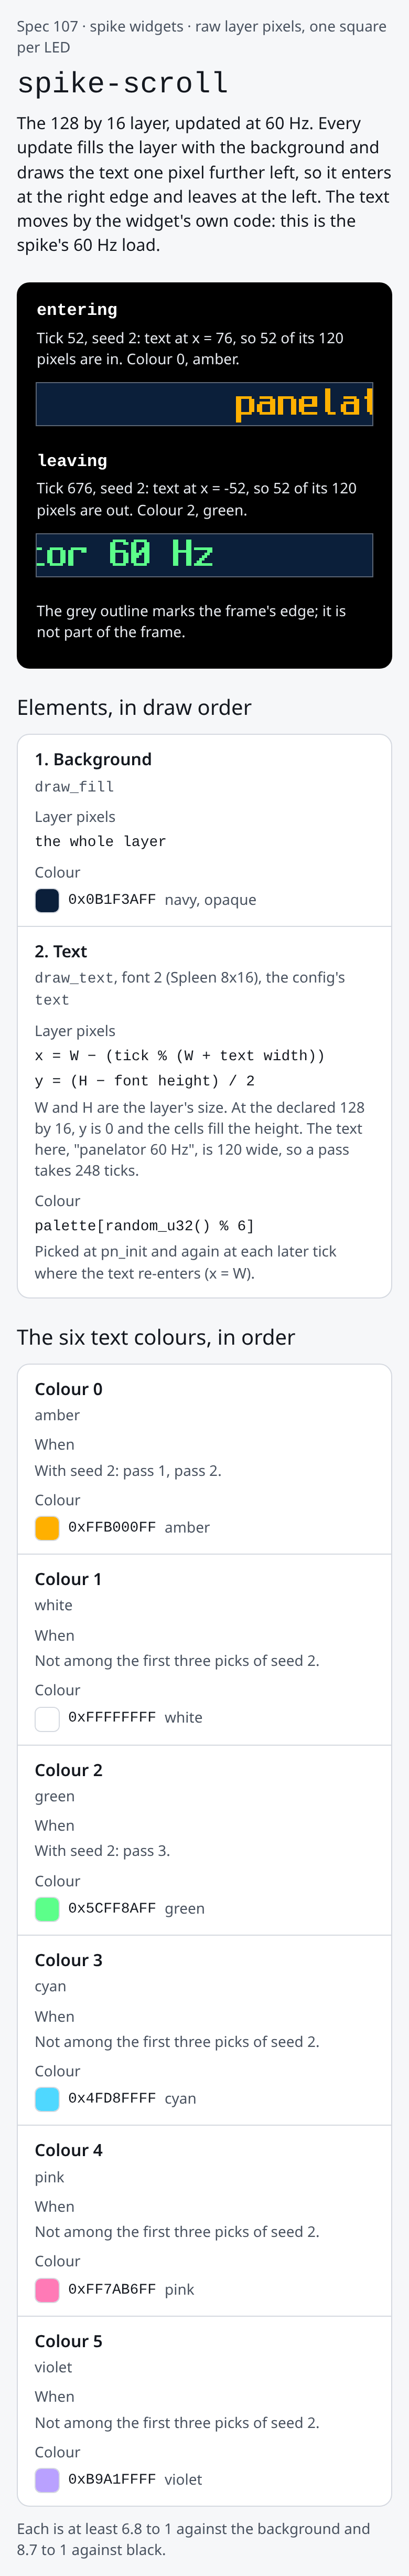 Spec 107 · spike widgets · raw layer pixels, one square
per LED
spike-scroll
The 128 by 16 layer, updated at 60 Hz. Every
update fills the layer with the background and
draws the text one pixel further left, so it enters
at the right edge and leaves at the left. The text
moves by the widget's own code: this is the
spike's 60 Hz load.
entering
Tick 52, seed 2: text at x = 76, so 52 of its 120
pixels are in. Colour 0, amber.
panelat
leaving
Tick 676, seed 2: text at x = -52, so 52 of its 120
pixels are out. Colour 2, green.
tor 60 Hz
The grey outline marks the frame's edge; it is
not part of the frame.
Elements, in draw order
1. Background
draw_fill
Layer pixels
the whole layer
Colour
0x0B1F3AFF navy, opaque
2. Text
draw_text, font 2 (Spleen 8x16), the config's
text
Layer pixels
x = W − (tick % (W + text width))
y = (H − font height) / 2
W and H are the layer's size. At the declared 128
by 16, y is 0 and the cells fill the height. The text
here, "panelator 60 Hz", is 120 wide, so a pass
takes 248 ticks.
Colour
palette[random_u32() % 6]
Picked at pn_init and again at each later tick
where the text re-enters (x = W).
The six text colours, in order
Colour 0
amber
When
With seed 2: pass 1, pass 2.
Colour
0xFFB000FF amber
Colour 1
white
When
Not among the first three picks of seed 2.
Colour
0xFFFFFFFF white
Colour 2
green
When
With seed 2: pass 3.
Colour
0x5CFF8AFF green
Colour 3
cyan
When
Not among the first three picks of seed 2.
Colour
0x4FD8FFFF cyan
Colour 4
pink
When
Not among the first three picks of seed 2.
Colour
0xFF7AB6FF pink
Colour 5
violet
When
Not among the first three picks of seed 2.
Colour
0xB9A1FFFF violet
Each is at least 6.8 to 1 against the background and
8.7 to 1 against black.